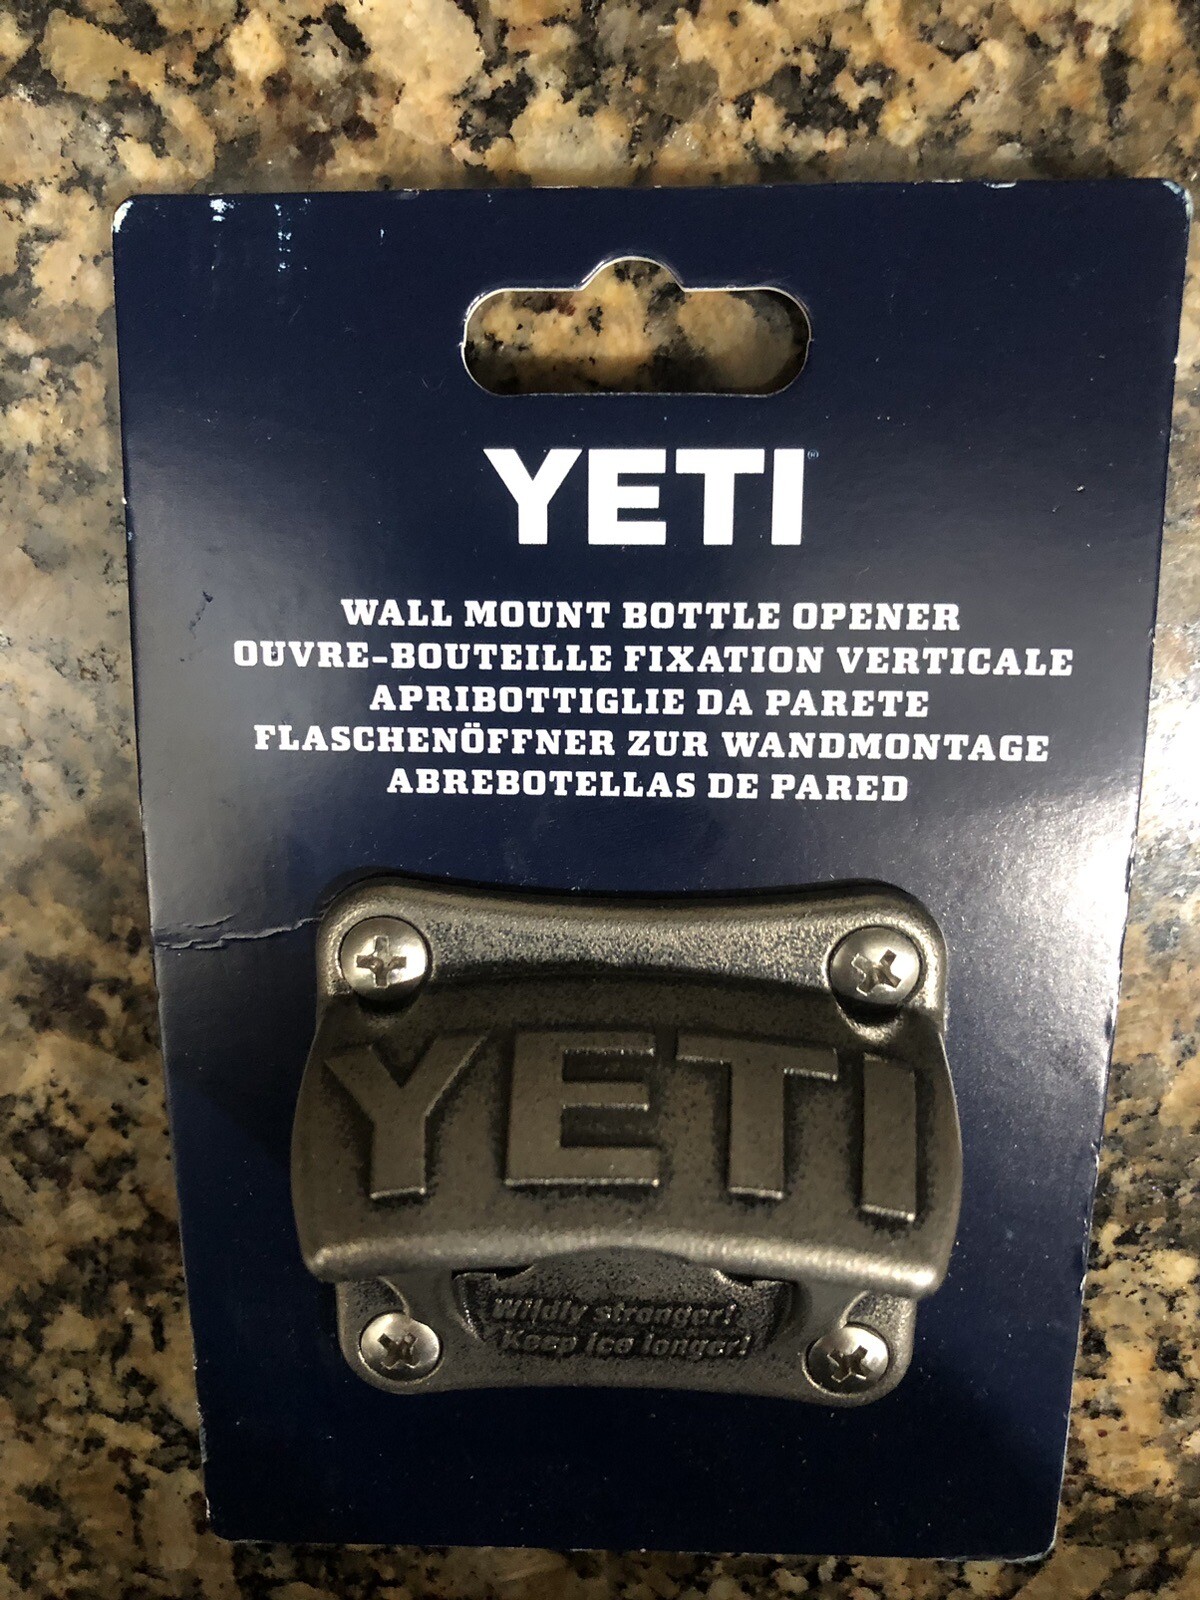 YETI®
WALL MOUNT BOTTLE OPENER
OUVRE-BOUTEILLE FIXATION VERTICALE
APRIBOTTIGLIE DA PARETE
FLASCHENÖFFNER ZUR WANDMONTAGE
ABREBOTELLAS DE PARED
YETI
Wildly stronger!
Keep ice longer!